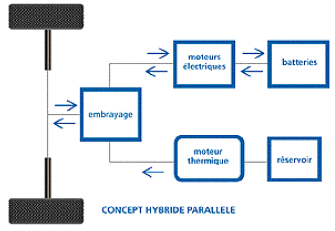 moteurs
électriques
batteries
embrayage
moteur
thermique
réservoir
CONCEPT HYBRIDE PARALLELE